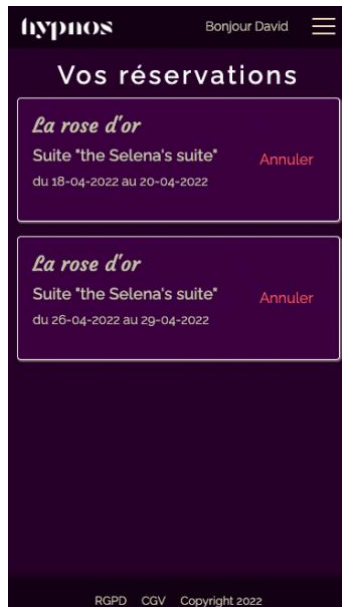 hypnos
Bonjour David
Vos réservations
La rose d'or
Suite "the Selena's suite"
Annuler
du 18-04-2022 au 20-04-2022
La rose d'or
Suite "the Selena's suite"
Annuler
du 26-04-2022 au 29-04-2022
RGPD CGV Copyright 2022